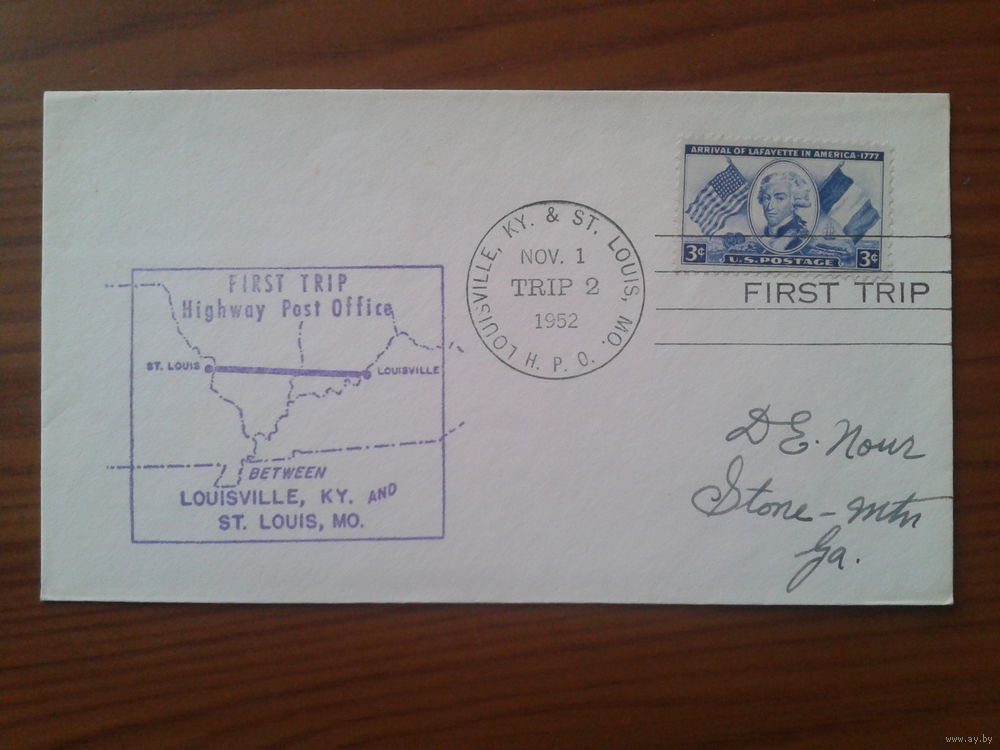 ARRIVAL OF LAFAYETTE IN AMERICA-1777
3¢ U.S. POSTAGE 3¢
LOUISVILLE, KY. & ST. LOUIS, MO.
NOV. 1
TRIP 2
1952
H. P. O.
FIRST TRIP
FIRST TRIP
Highway Post Office
ST. LOUIS LOUISVILLE
BETWEEN
LOUISVILLE, KY. AND
ST. LOUIS, MO.
D E. Nour
Stone-Mtn
Ga.
www.ay.by